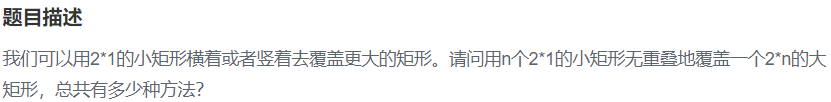 题目描述
我们可以用2*1的小矩形横着或者竖着去覆盖更大的矩形。请问用n个2*1的小矩形无重叠地覆盖一个2*n的大
矩形，总共有多少种方法？